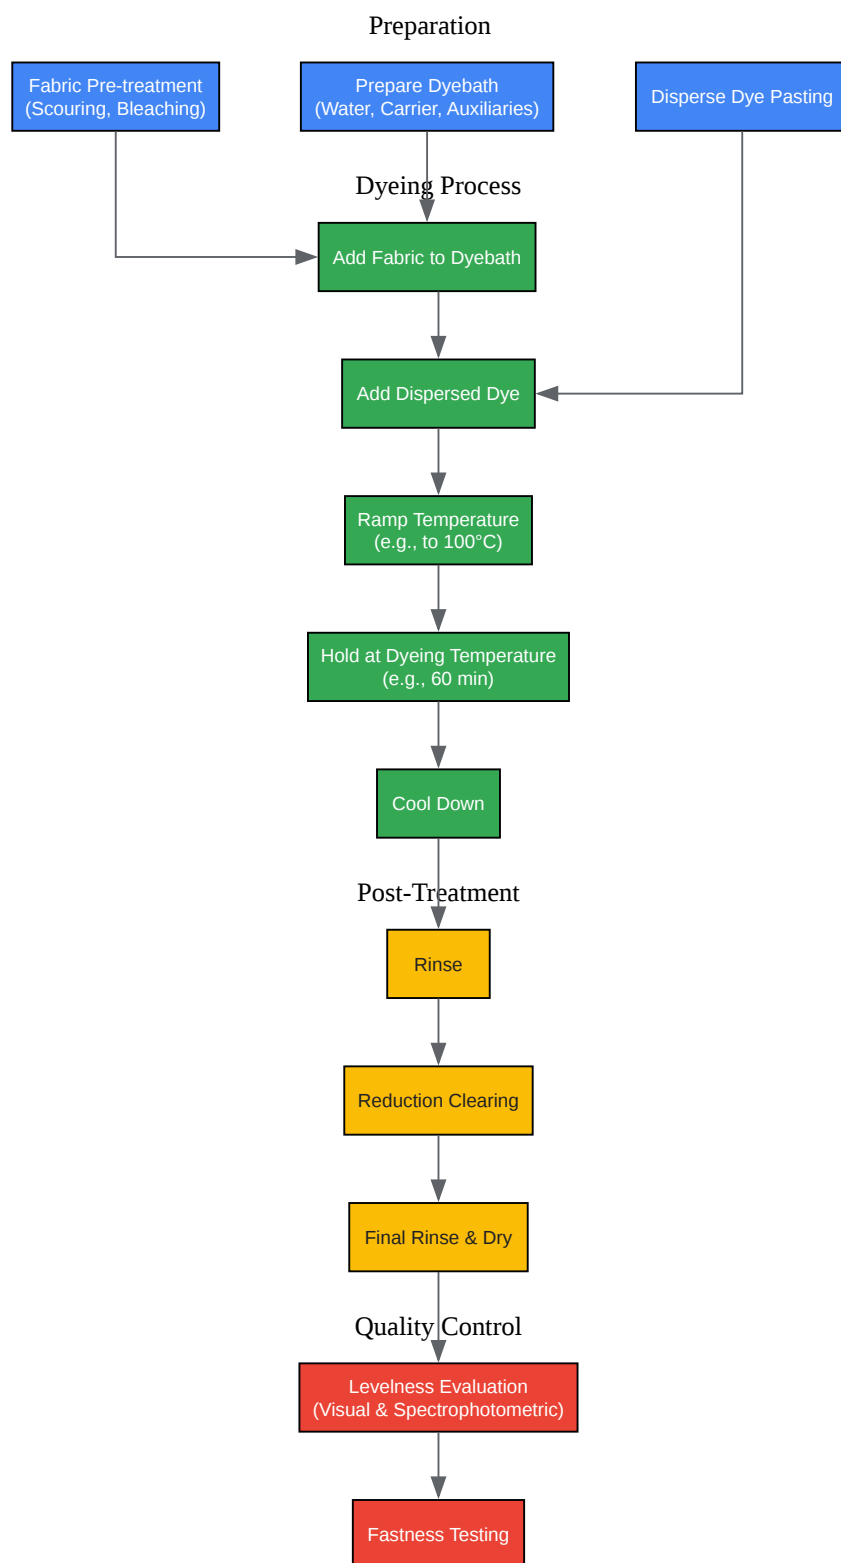 Preparation
Fabric Pre-treatment
(Scouring, Bleaching)
Prepare Dyebath
(Water, Carrier, Auxiliaries)
Disperse Dye Pasting
Dyeing Process
Add Fabric to Dyebath
Add Dispersed Dye
Ramp Temperature
(e.g., to 100°C)
Hold at Dyeing Temperature
(e.g., 60 min)
Cool Down
Post-Treatment
Rinse
Reduction Clearing
Final Rinse & Dry
Quality Control
Levelness Evaluation
(Visual & Spectrophotometric)
Fastness Testing